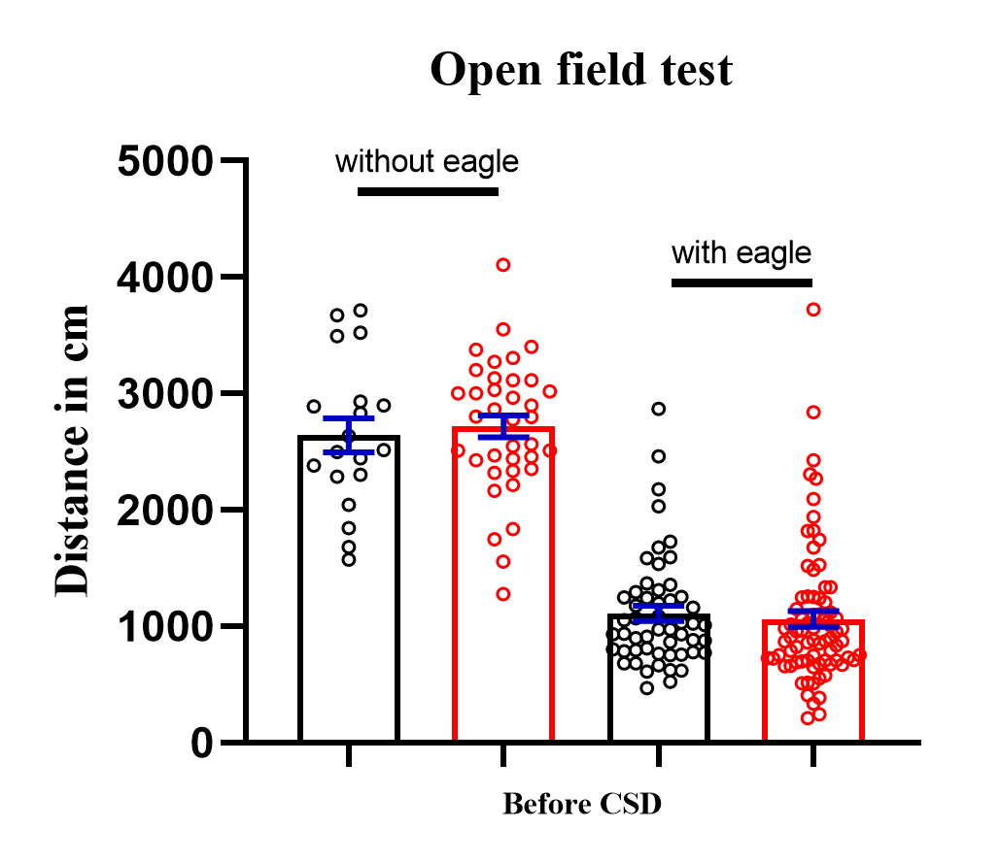 Open field test
without eagle
with eagle
5000
4000
3000
2000
1000
0
Distance in cm
Before CSD